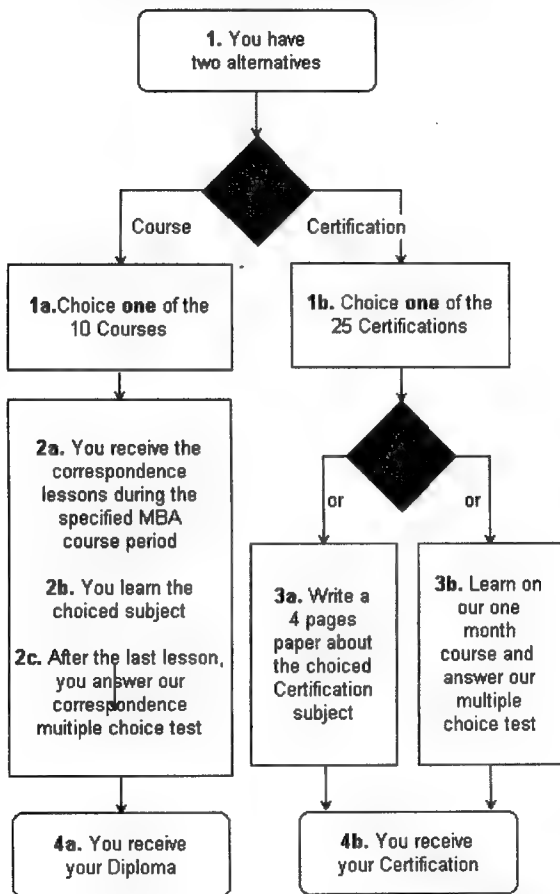 1. You have
two alternatives
Course
Certification
1a.Choice one of the
10 Courses
1b. Choice one of the
25 Certifications
2a. You receive the
correspondence
lessons during the
specified MBA
course period
2b. You learn the
choiced subject
2c. After the last lesson,
you answer our
correspondence
muitiple choice test
or
or
3a. Write a
4 pages
paper about
the choiced
Certification
subject
3b. Learn on
our one
month
course and
answer our
multiple
choice test
4a. You receive
your Diploma
4b. You receive
your Certification